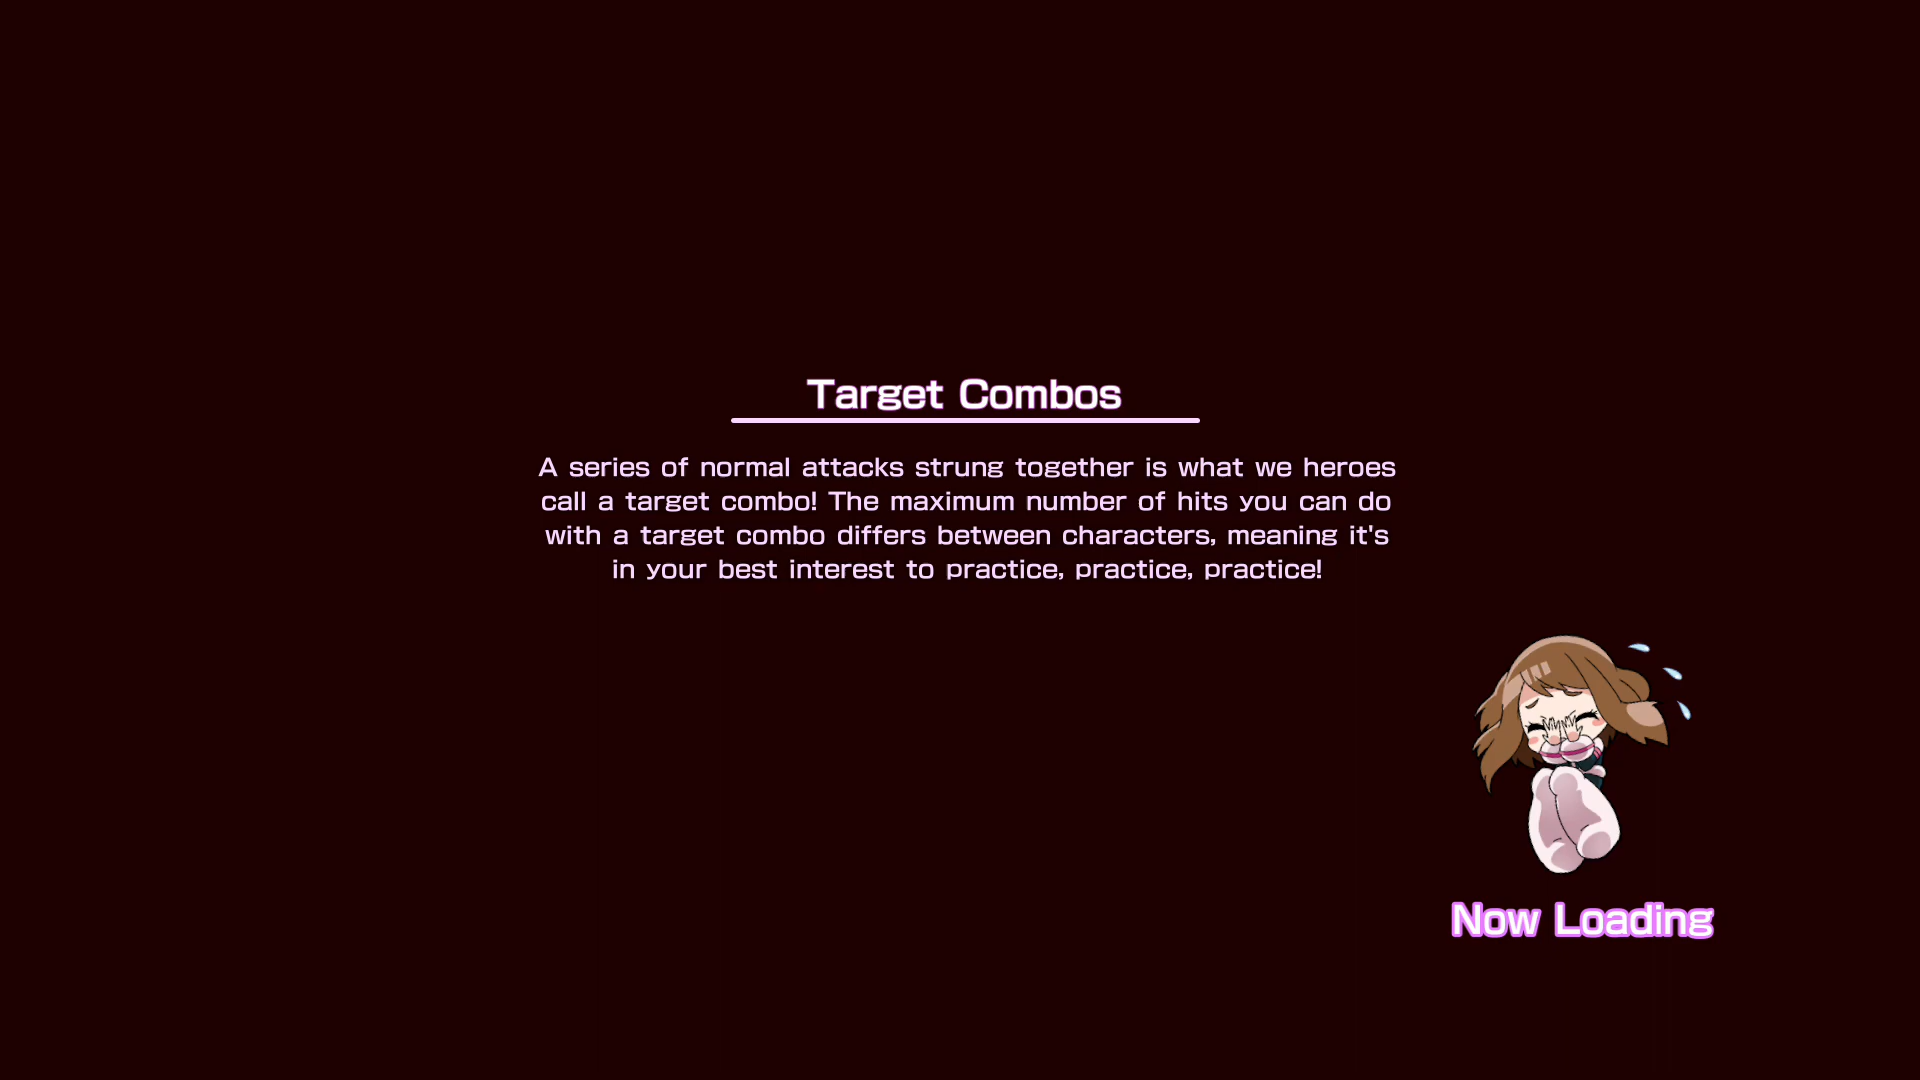 Target Combos
A series of normal attacks strung together is what we heroes
call a target combo! The maximum number of hits you can do
with a target combo differs between characters, meaning it's
in your best interest to practice, practice, practice!
Now Loading